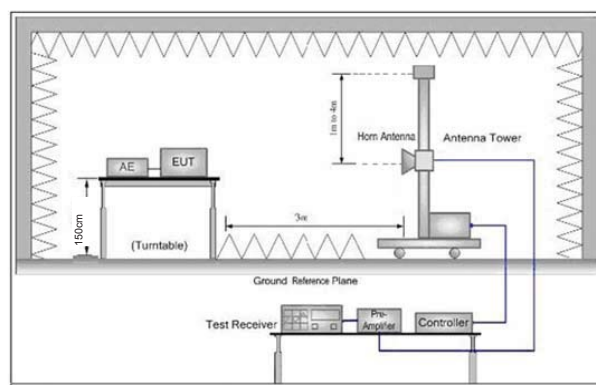 1m to 4m
Horn Antenna
Antenna Tower
AE
EUT
150cm
(Turntable)
3m
Ground Reference Plane
Test Receiver
Pre-
Amplifier
Controller